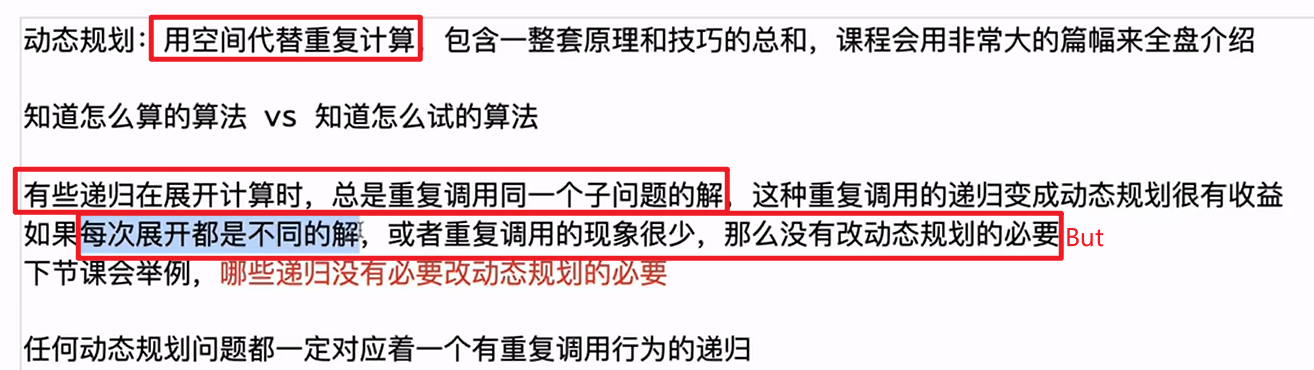 动态规划：用空间代替重复计算，包含一整套原理和技巧的总和，课程会用非常大的篇幅来全盘介绍
知道怎么算的算法 vs 知道怎么试的算法
有些递归在展开计算时，总是重复调用同一个子问题的解，这种重复调用的递归变成动态规划很有收益
如果每次展开都是不同的解，或者重复调用的现象很少，那么没有改动态规划的必要 But
下节课会举例，哪些递归没有必要改动态规划的必要
任何动态规划问题都一定对应着一个有重复调用行为的递归